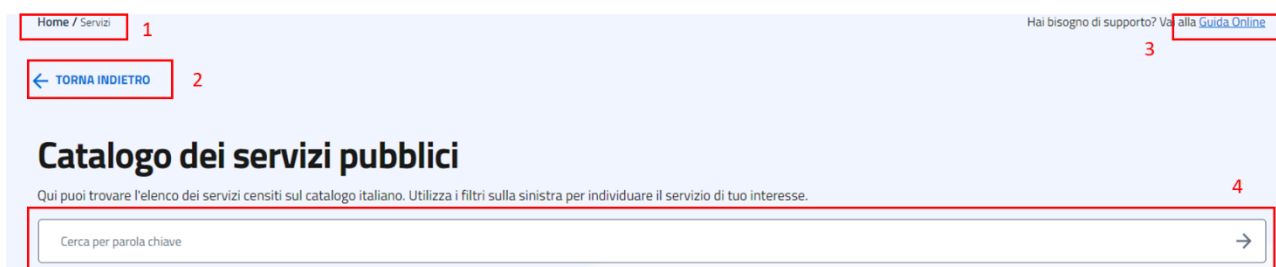 Home / Servizi
1
Hai bisogno di supporto? Vai alla Guida Online
3
TORNA INDIETRO
2
Catalogo dei servizi pubblici
Qui puoi trovare l'elenco dei servizi censiti sul catalogo italiano. Utilizza i filtri sulla sinistra per individuare il servizio di tuo interesse.
4
Cerca per parola chiave